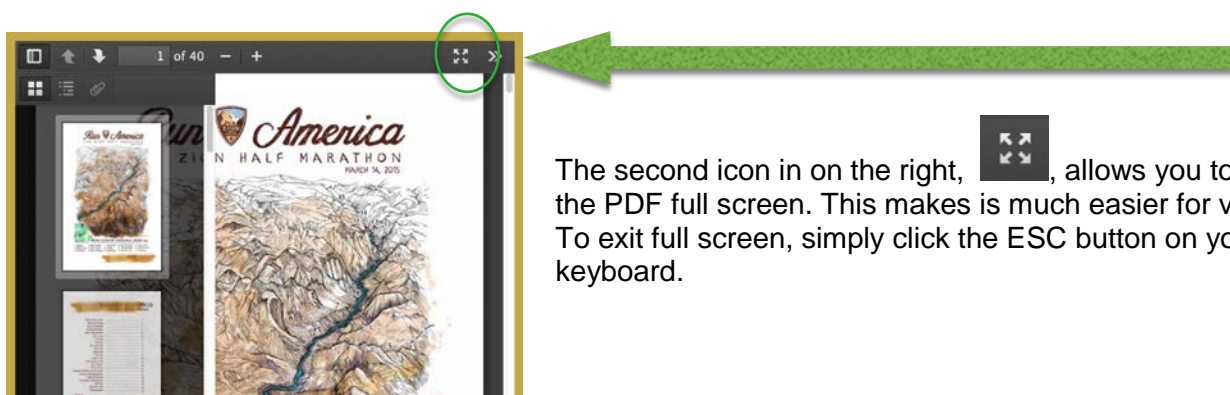 1 of 40
Run America
ZION HALF MARATHON
MARCH 14, 2015
Run America
The second icon in on the right, , allows you to
the PDF full screen. This makes is much easier for v
To exit full screen, simply click the ESC button on yo
keyboard.